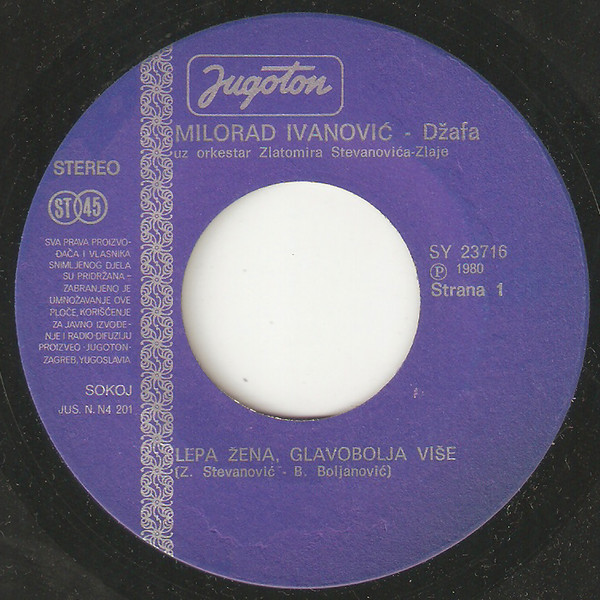 Jugoton
MILORAD IVANOVIĆ - Džafa
uz orkestar Zlatomira Stevanovića-Zlaje
STEREO
ST 45
SVA PRAVA PROIZVO-
ĐAČA I VLASNIKA
SNIMLJENOG DJELA
SU PRIDRŽANA -
ZABRANJENO JE
UMNOŽAVANJE OVE
PLOČE, KORIŠĆENJE
ZA JAVNO IZVOĐE-
NJE I RADIO-DIFUZIJU
PROIZVEO -JUGOTON-
ZAGREB, YUGOSLAVIA
SOKOJ
JUS. N. N4 201
SY 23716
Ⓟ 1980
Strana 1
LEPA ŽENA, GLAVOBOLJA VIŠE
(Z. Stevanović - B. Boljanović)